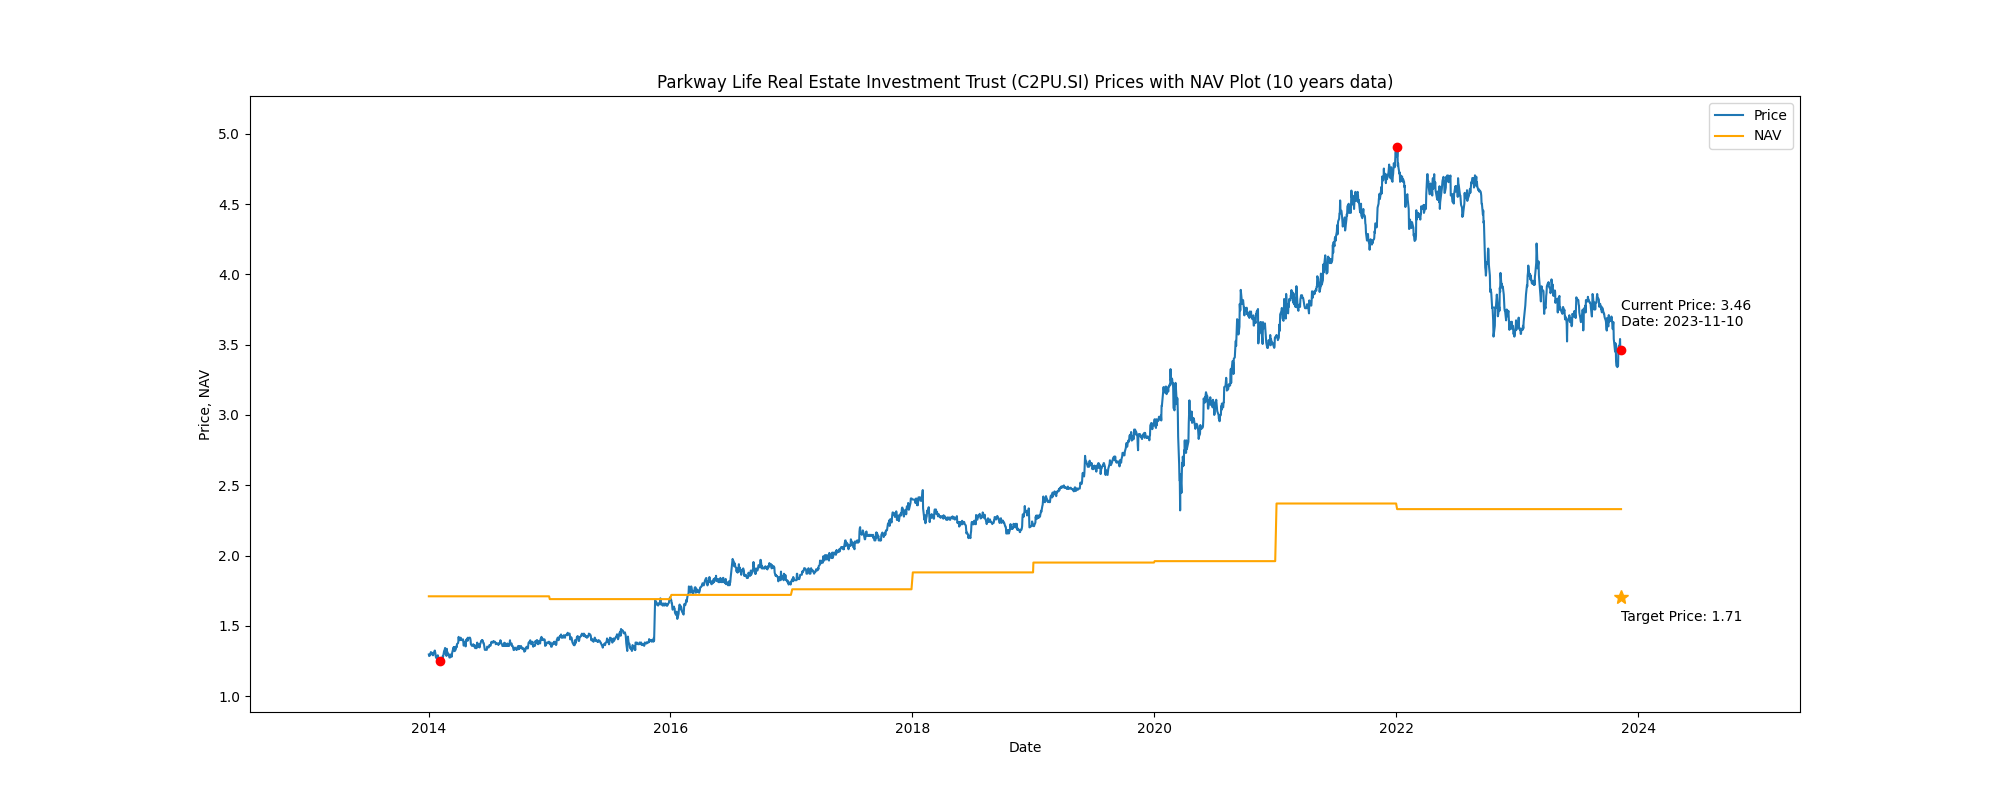 Parkway Life Real Estate Investment Trust (C2PU.SI) Prices with NAV Plot (10 years data)
Price
NAV
5.0
4.5
4.0
3.5
3.0
2.5
2.0
1.5
1.0
Price, NAV
Current Price: 3.46
Date: 2023-11-10
Target Price: 1.71
2014
2016
2018
2020
2022
2024
Date